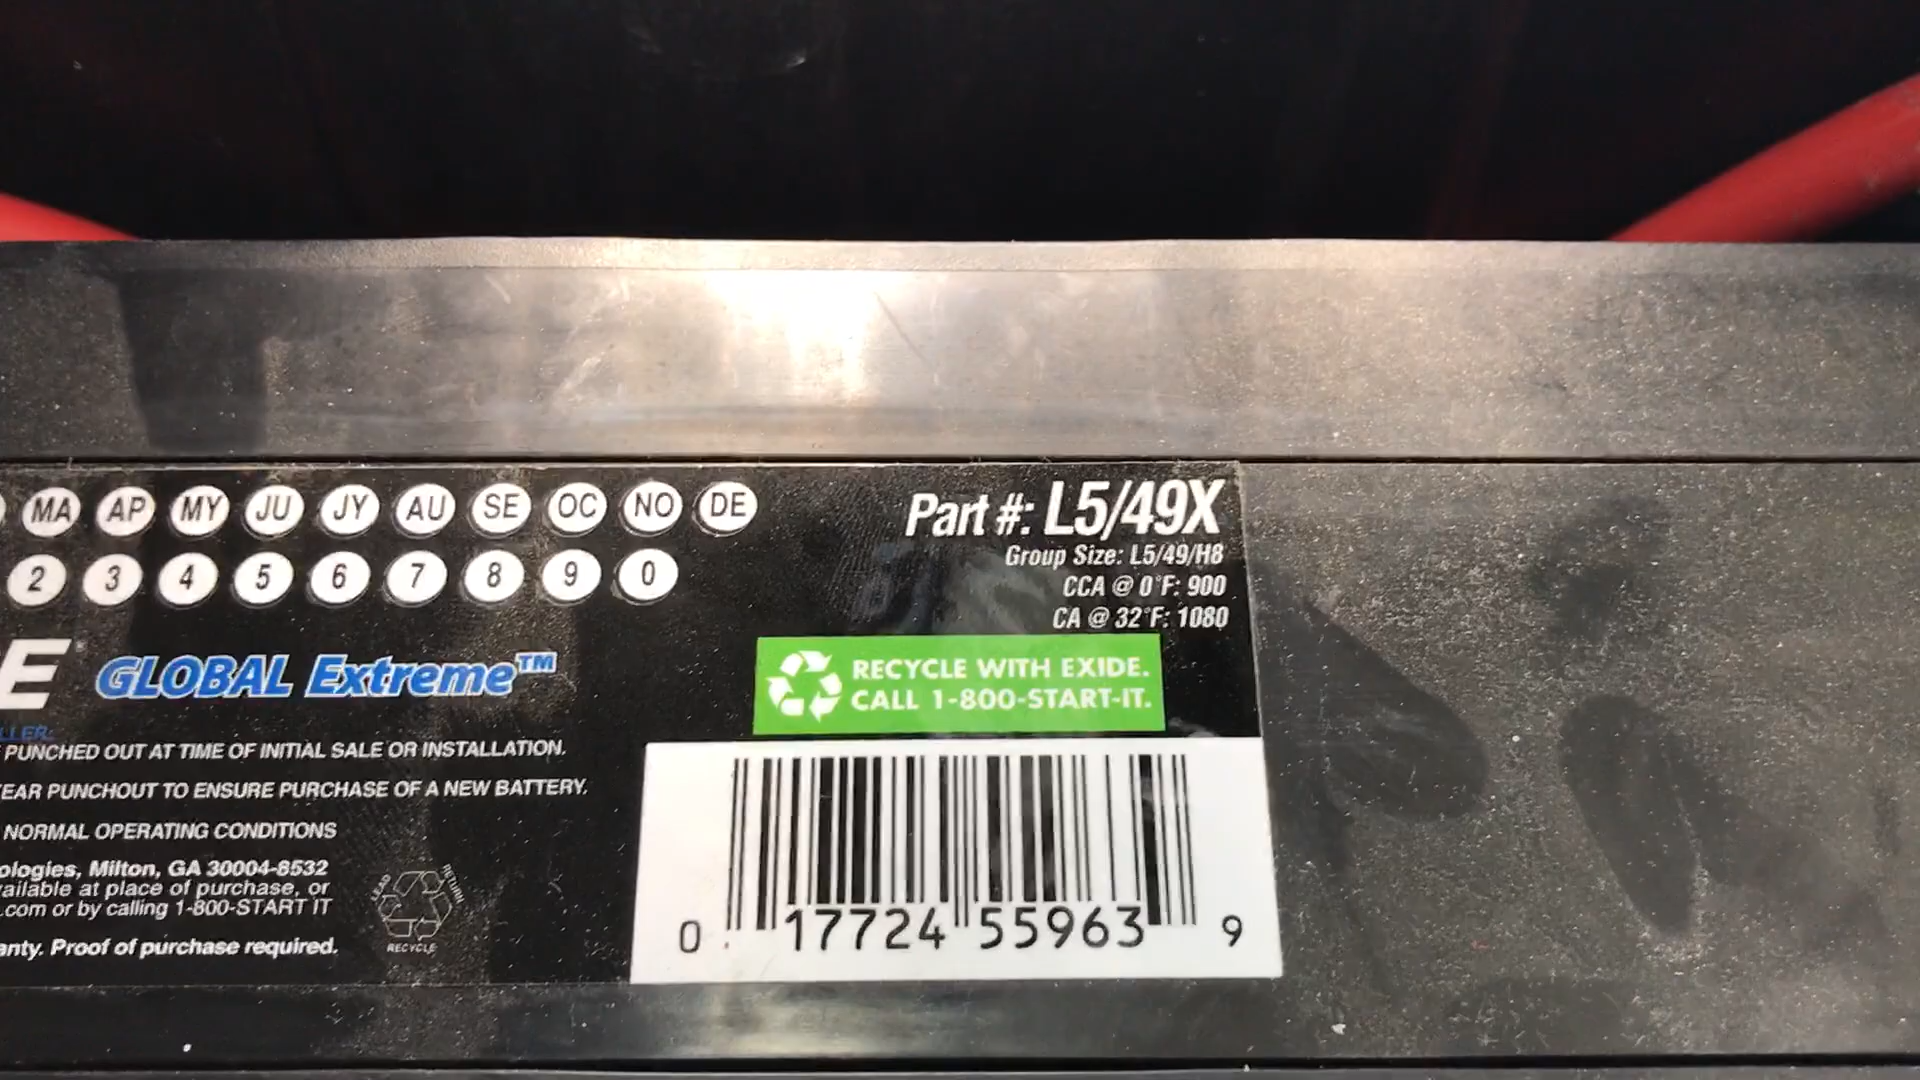 MA AP MY JU JY AU SE OC NO DE
2 3 4 5 6 7 8 9 0
Part #: L5/49X
Group Size: L5/49/H8
CCA @ 0°F: 900
CA @ 32°F: 1080
E GLOBAL Extreme™
RECYCLE WITH EXIDE.
CALL 1-800-START-IT.
LLER:
PUNCHED OUT AT TIME OF INITIAL SALE OR INSTALLATION.
EAR PUNCHOUT TO ENSURE PURCHASE OF A NEW BATTERY.
NORMAL OPERATING CONDITIONS
ologies, Milton, GA 30004-8532
vailable at place of purchase, or
.com or by calling 1-800-START IT
anty. Proof of purchase required.
LEAD RETURN
RECYCLE
0 17724 55963 9